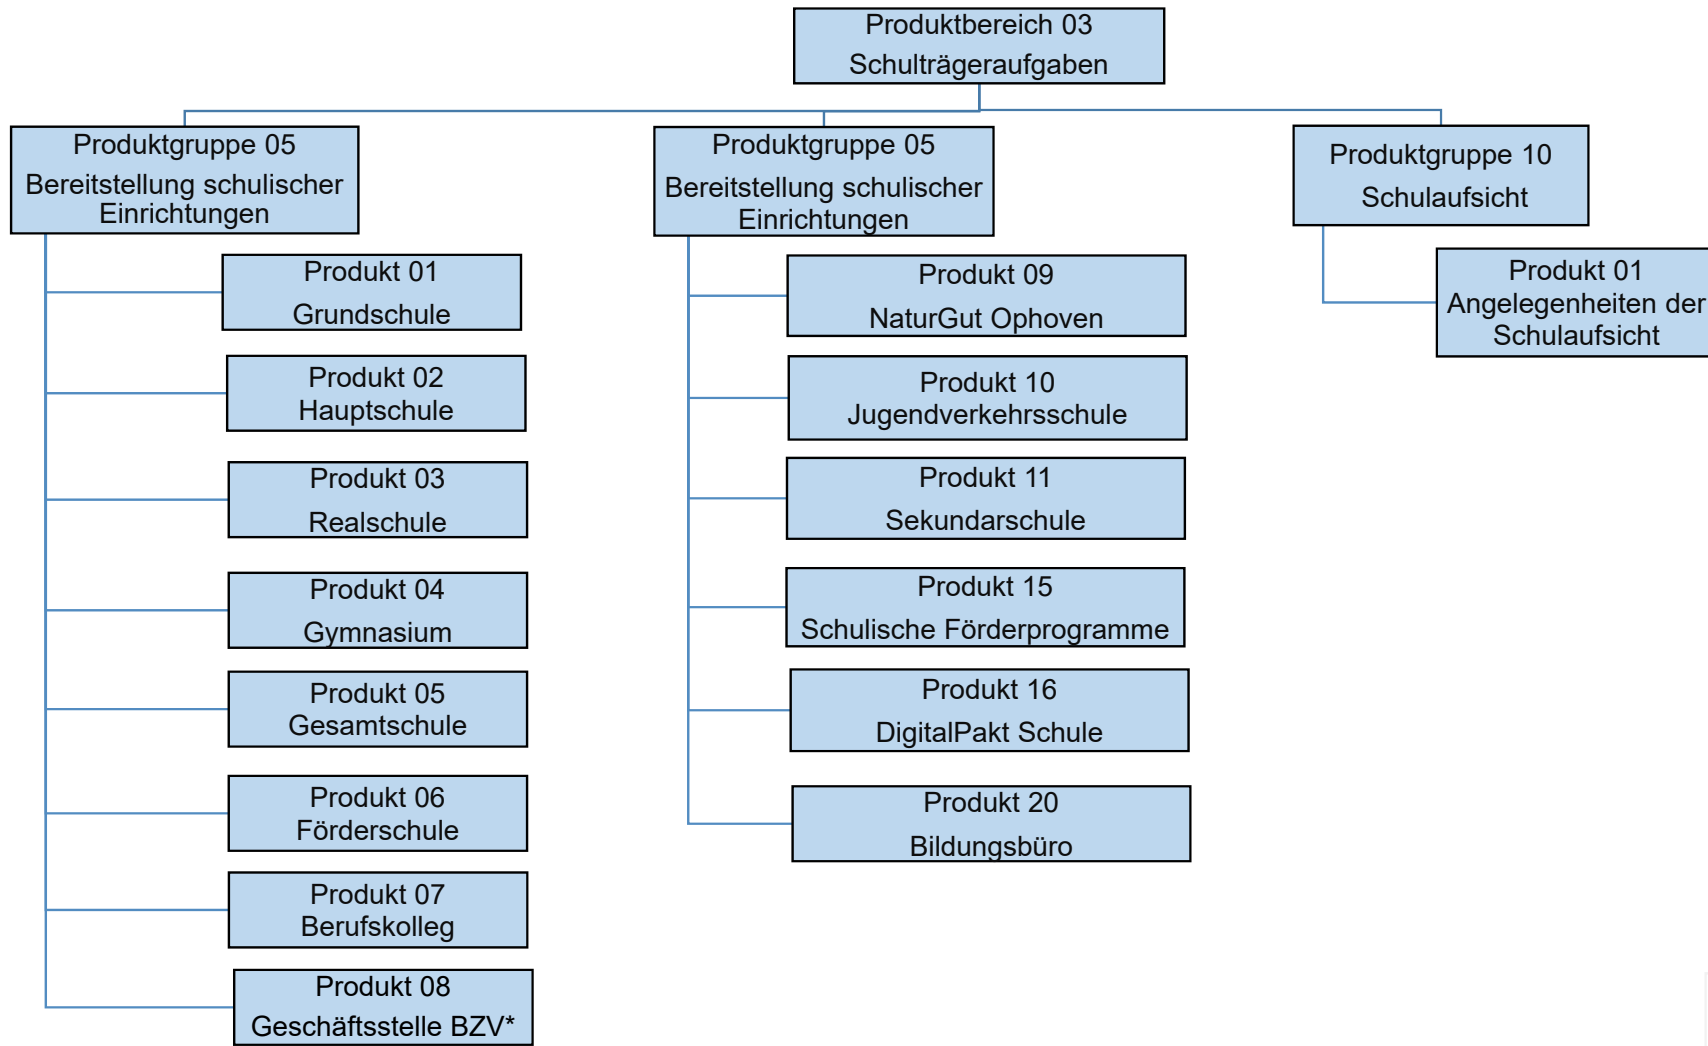 Produktbereich 03
Schulträgeraufgaben
Produktgruppe 05
Bereitstellung schulischer
Einrichtungen
Produkt 01
Grundschule
Produkt 02
Hauptschule
Produkt 03
Realschule
Produkt 04
Gymnasium
Produkt 05
Gesamtschule
Produkt 06
Förderschule
Produkt 07
Berufskolleg
Produkt 08
Geschäftsstelle BZV*
Produktgruppe 05
Bereitstellung schulischer
Einrichtungen
Produkt 09
NaturGut Ophoven
Produkt 10
Jugendverkehrsschule
Produkt 11
Sekundarschule
Produkt 15
Schulische Förderprogramme
Produkt 16
DigitalPakt Schule
Produkt 20
Bildungsbüro
Produktgruppe 10
Schulaufsicht
Produkt 01
Angelegenheiten der
Schulaufsicht